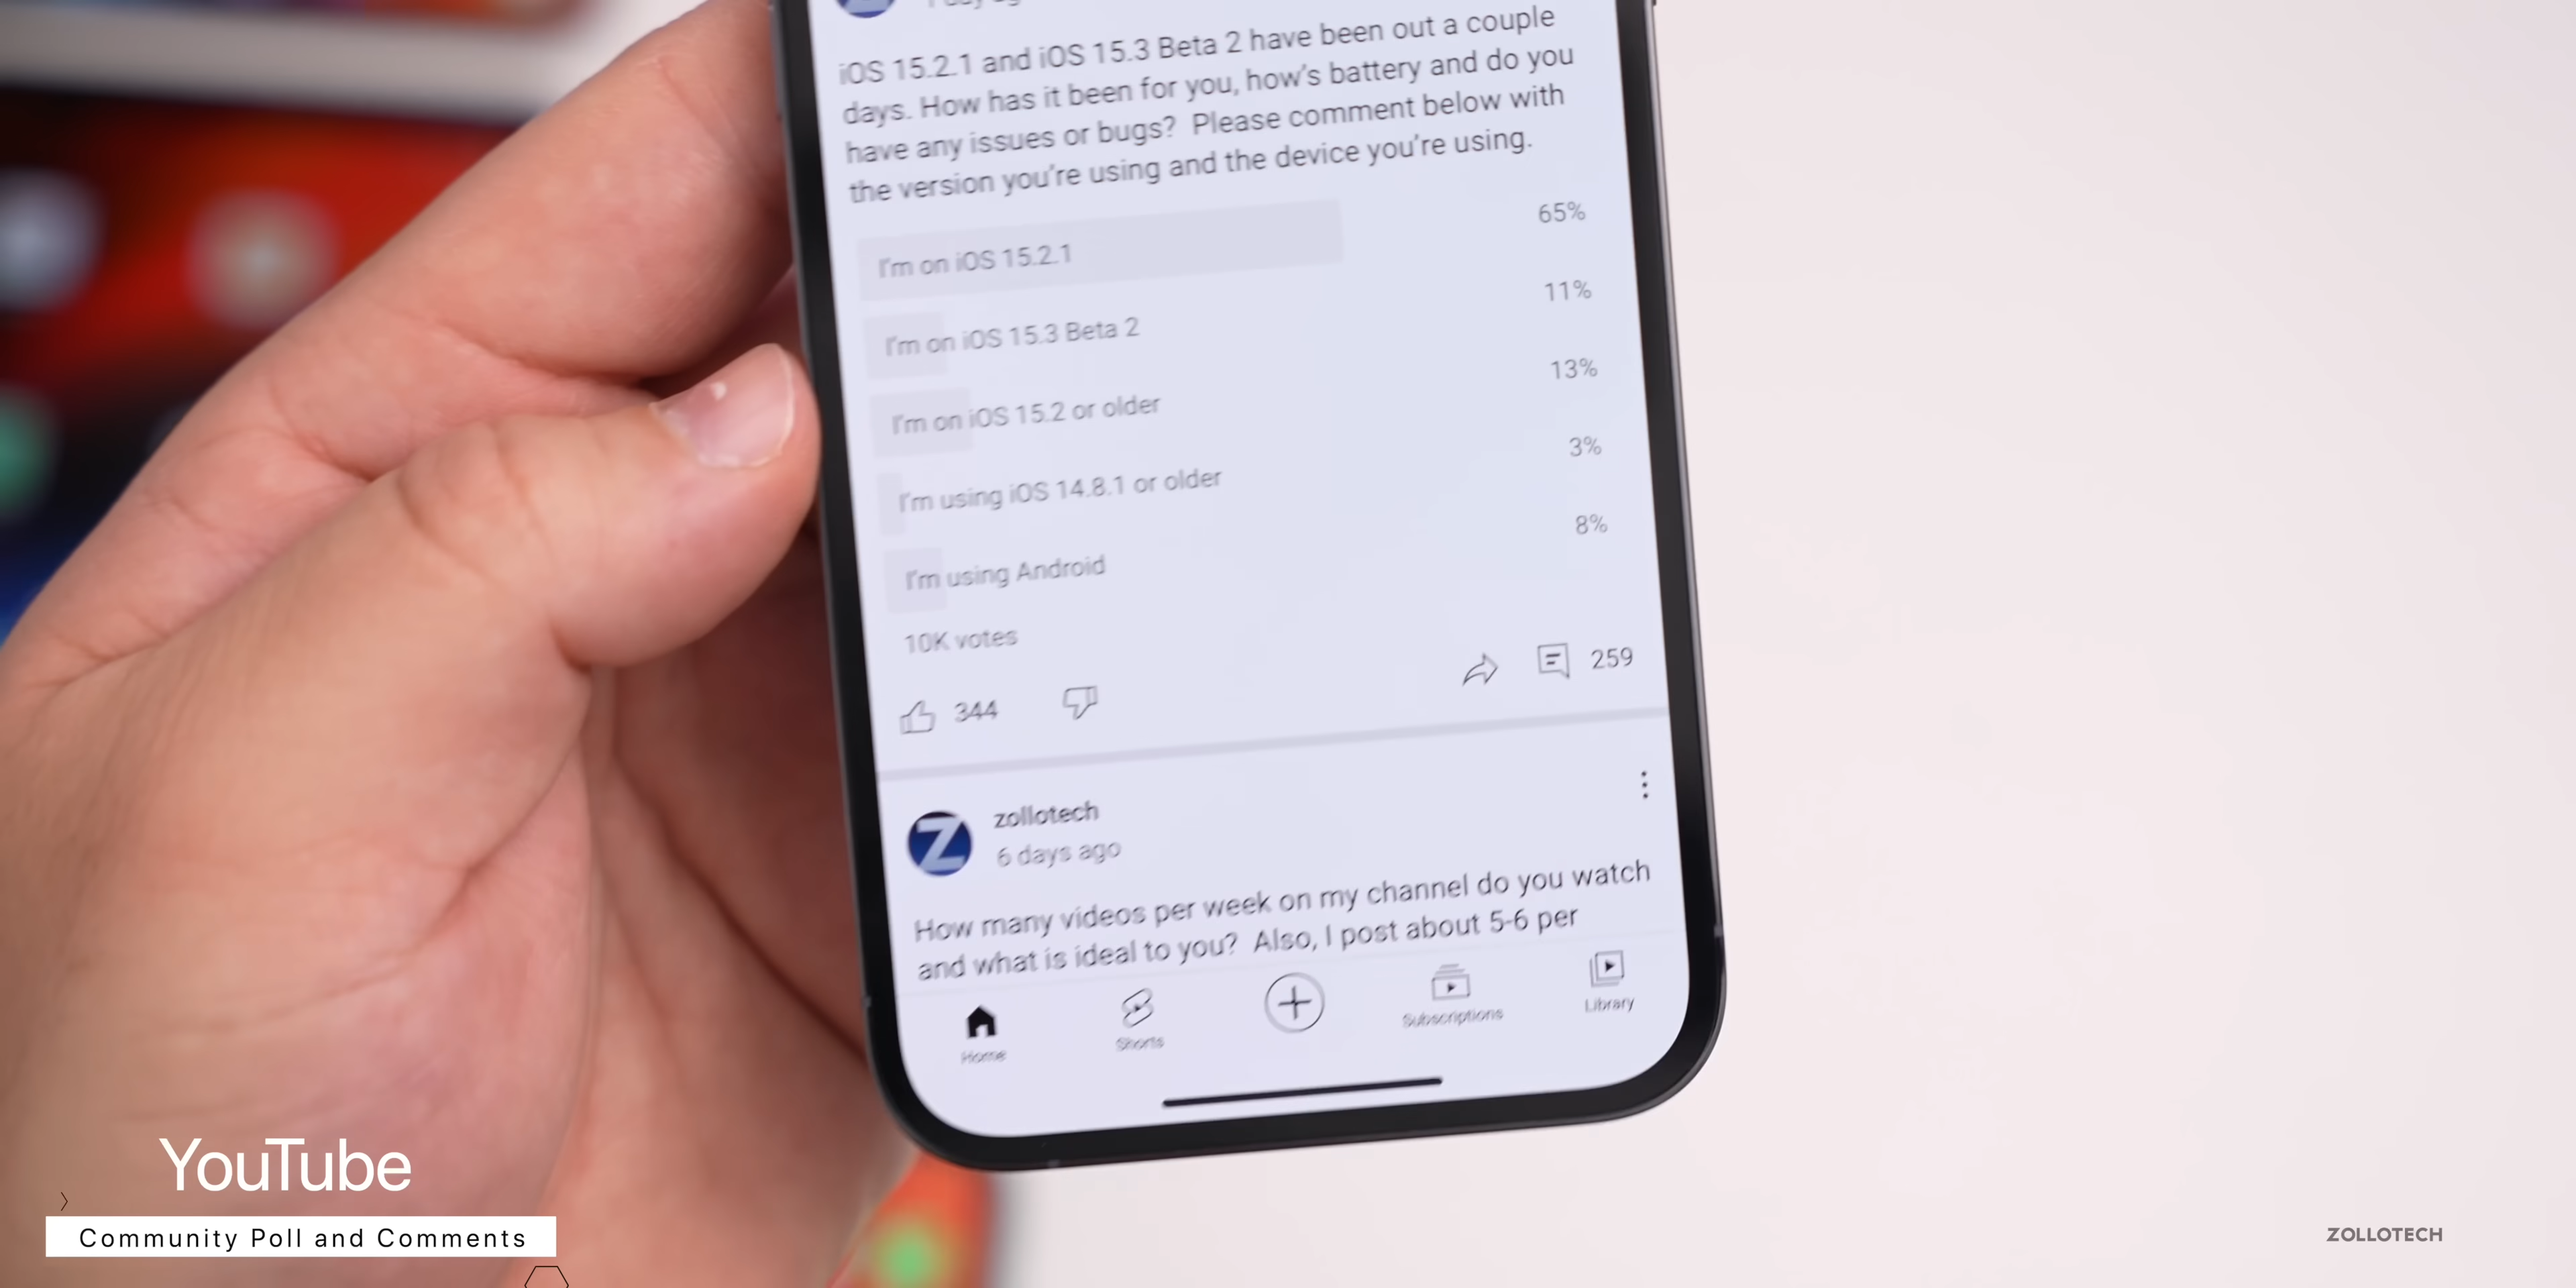 iOS 15.2.1 and iOS 15.3 Beta 2 have been out a couple
days. How has it been for you, how's battery and do you
have any issues or bugs?  Please comment below with
the version you're using and the device you're using.
I'm on iOS 15.2.1
65%
I'm on iOS 15.3 Beta 2
11%
I'm on iOS 15.2 or older
13%
I'm using iOS 14.8.1 or older
3%
I'm using Android
8%
10K votes
344
259
Z
zollotech
6 days ago
How many videos per week on my channel do you watch
and what is ideal to you?  Also, I post about 5-6 per
Home
Shorts
Subscriptions
Library
YouTube
Community Poll and Comments
ZOLLOTECH